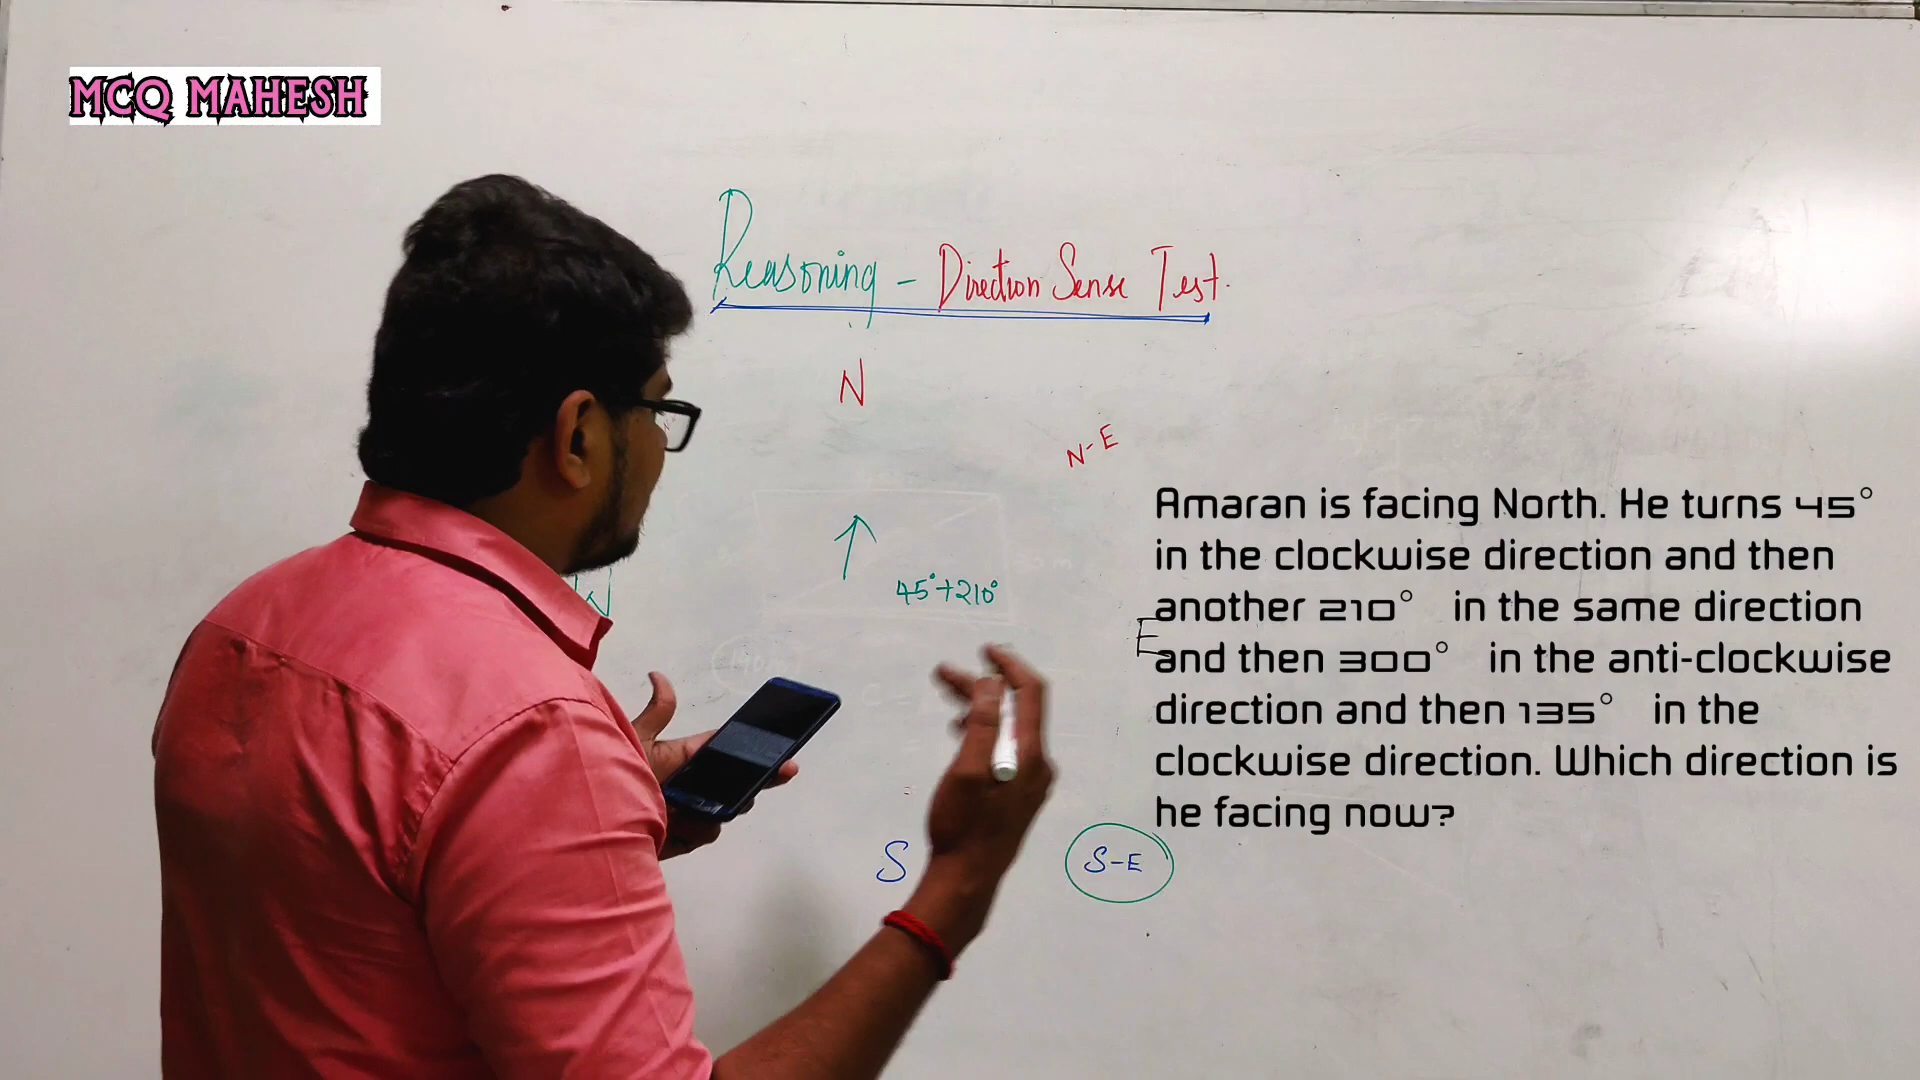 MCQ MAHESH
Reasoning - Direction Sense Test.
N
N-E
Amaran is facing North. He turns 45°
in the clockwise direction and then
another 210° in the same direction
and then 300° in the anti-clockwise
direction and then 135° in the
clockwise direction. Which direction is
he facing now?
45°+210°
W
E
S
S-E